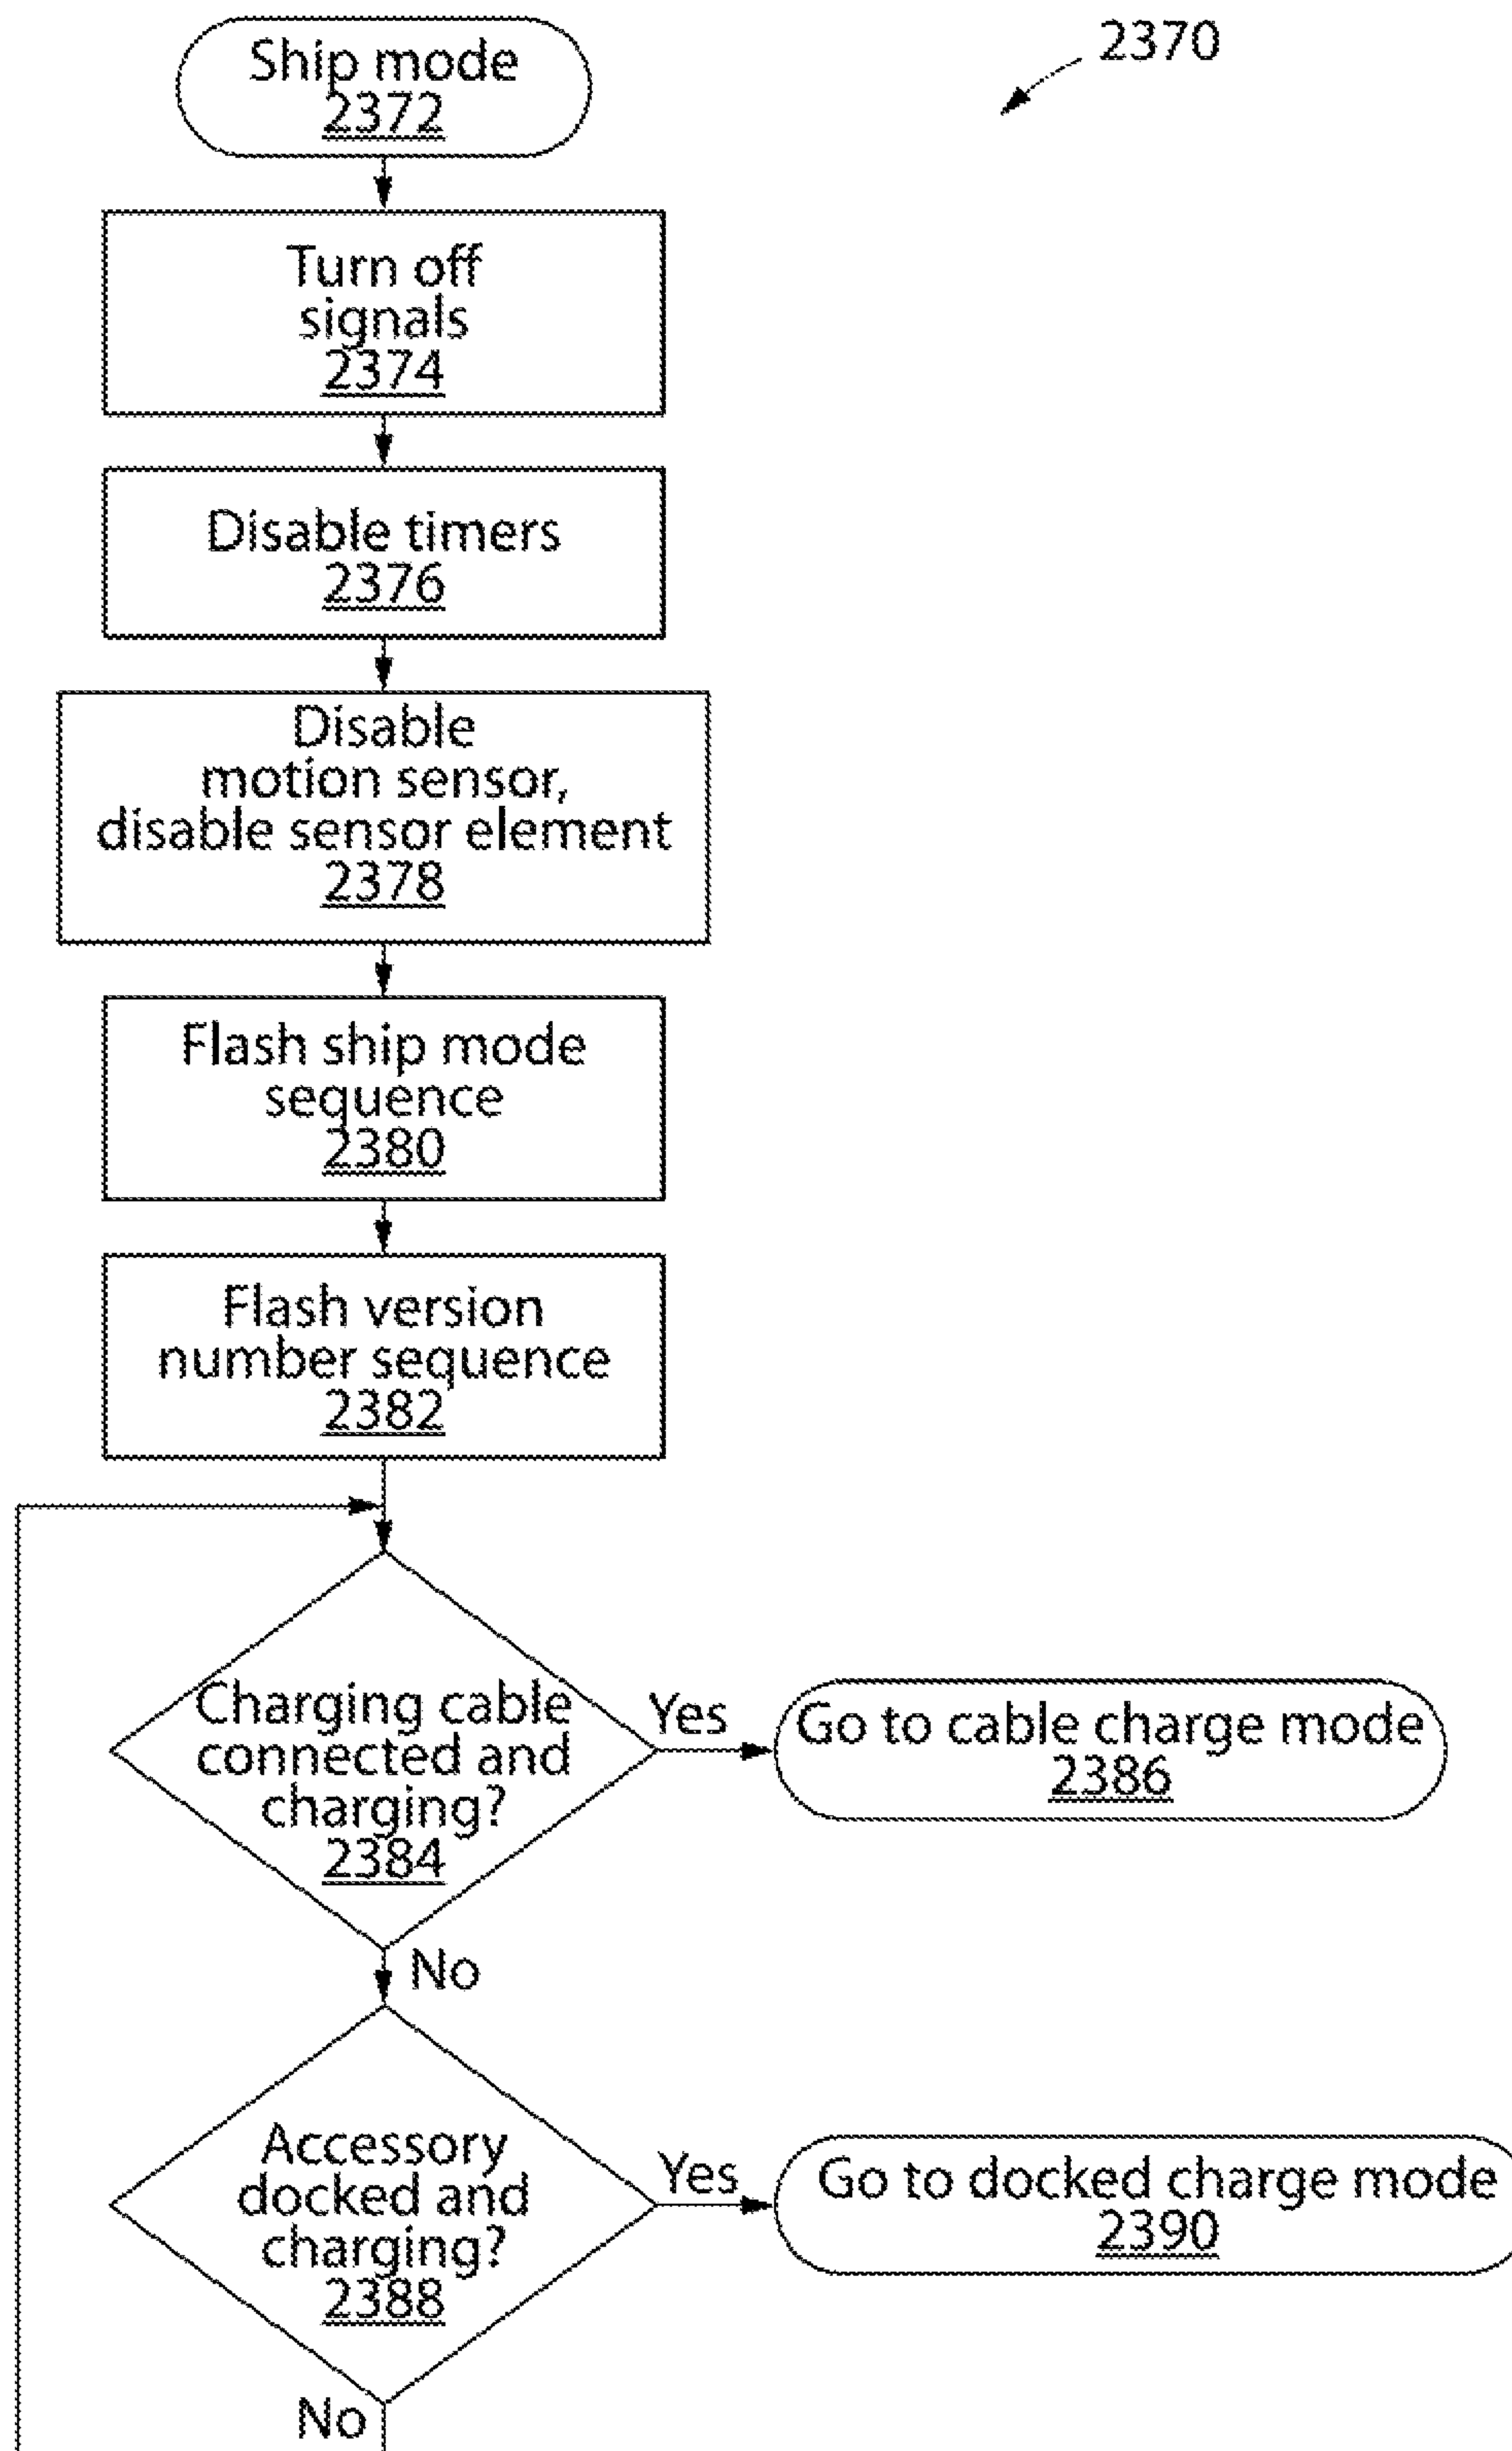 2370
Ship mode
2372
Turn off
signals
2374
Disable timers
2376
Disable
motion sensor,
disable sensor element
2378
Flash ship mode
sequence
2380
Flash version
number sequence
2382
Charging cable
connected and
charging?
2384
Yes
Go to cable charge mode
2386
No
Accessory
docked and
charging?
2388
Yes
Go to docked charge mode
2390
No